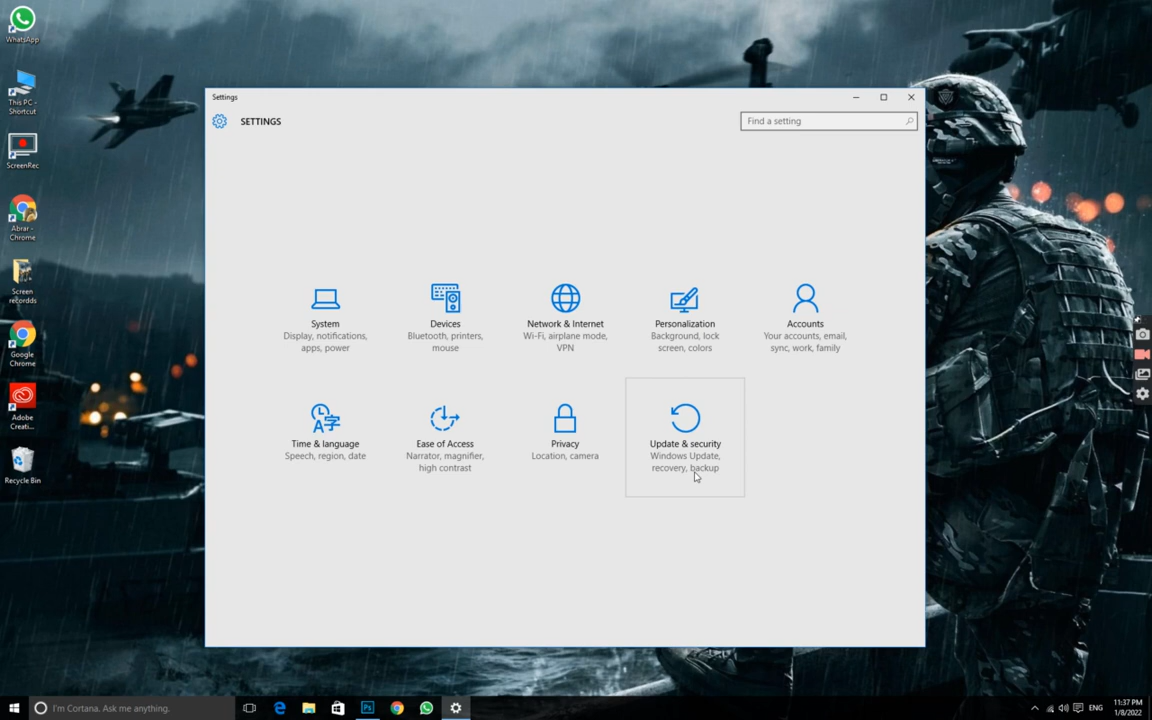 WhatsApp
This PC -
Shortcut
ScreenRec
Abrar -
Chrome
Screen
recordds
Google
Chrome
Adobe
Creati...
Recycle Bin
Settings
SETTINGS
Find a setting
System
Display, notifications,
apps, power
Devices
Bluetooth, printers,
mouse
Network & Internet
Wi-Fi, airplane mode,
VPN
Personalization
Background, lock
screen, colors
Accounts
Your accounts, email,
sync, work, family
Time & language
Speech, region, date
Ease of Access
Narrator, magnifier,
high contrast
Privacy
Location, camera
Update & security
Windows Update,
recovery, backup
I'm Cortana. Ask me anything.
ENG
11:37 PM
1/8/2022